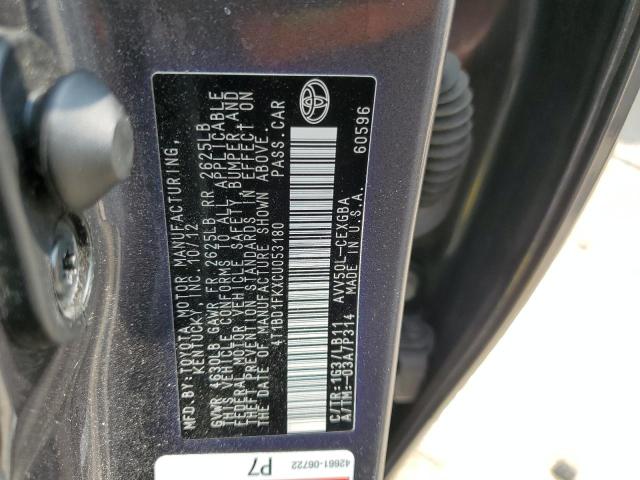 MFD.BY:TOYOTA MOTOR MANUFACTURING,
KENTUCKY, INC. 10/12
GVWR 4630LB GAWR FR 2625LB RR 2625LB
THIS VEHICLE CONFORMS TO ALL APPLICABLE
FEDERAL MOTOR VEHICLE SAFETY, BUMPER, AND
THEFT PREVENTION STANDARDS IN EFFECT ON
THE DATE OF MANUFACTURE SHOWN ABOVE.
4T1BD1FKXCU053180 PASS.CAR
60596
C/TR:1G3/LB11 AVV50L-CEXGBA
A/TM:-03A/P314 MADE IN U.S.A.
42661-06722
P7